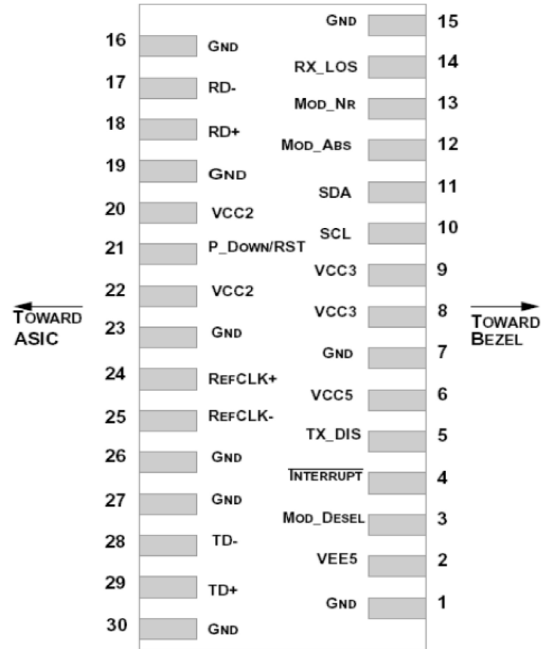 GND 15
16 GND
RX_LOS 14
17 RD-
MOD_NR 13
18 RD+
MOD_ABS 12
19 GND
SDA 11
20 VCC2
SCL 10
21 P_DOWN/RST
VCC3 9
22 VCC2
VCC3 8
TOWARD ASIC
TOWARD BEZEL
23 GND
GND 7
24 REFCLK+
VCC5 6
25 REFCLK-
TX_DIS 5
26 GND
INTERRUPT 4
27 GND
MOD_DESEL 3
28 TD-
VEE5 2
29 TD+
GND 1
30 GND